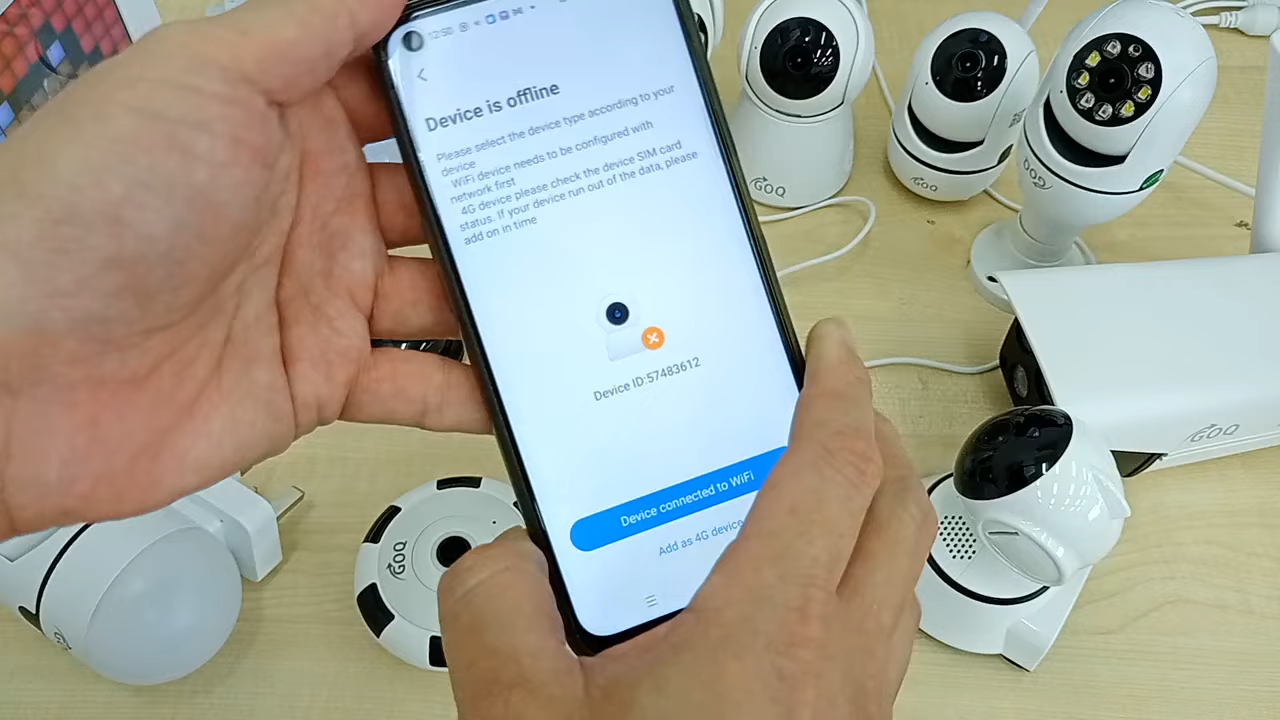 12:50
Device is offline
Please select the device type according to your
device
WiFi device needs to be configured with
network first
4G device please check the device SIM card
status. If your device run out of the data, please
add on in time
Device ID:57483612
Device connected to WiFi
Add as 4G device
GOQ
GOQ
GOQ
GOQ
GOQ